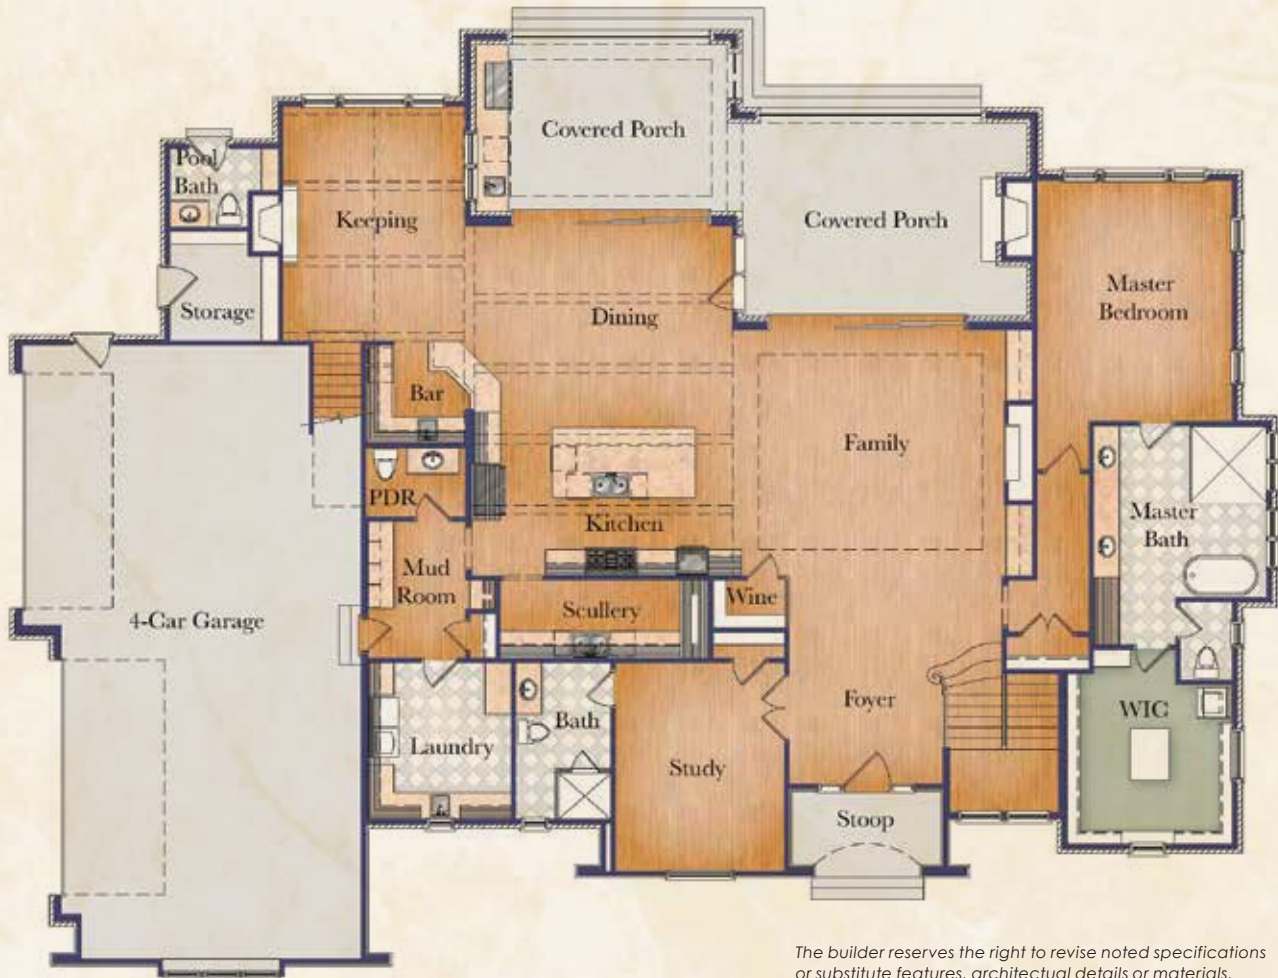 Covered Porch
Pool
Bath
Keeping
Covered Porch
Storage
Dining
Master
Bedroom
Bar
Family
PDR
Kitchen
Master
Bath
Mud
Room
Wine
Scullery
4-Car Garage
Foyer
WIC
Bath
Laundry
Study
Stoop
The builder reserves the right to revise noted specifications
or substitute features, architectual details or materials.